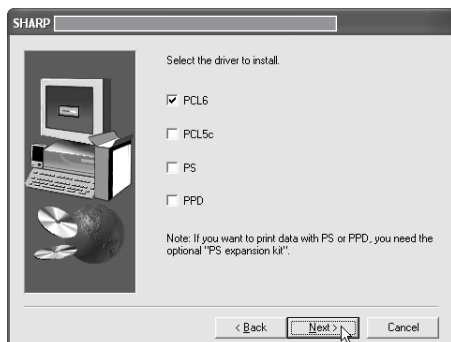 SHARP
Select the driver to install.
PCL6
PCL5c
PS
PPD
Note: If you want to print data with PS or PPD, you need the
optional "PS expansion kit".
< Back
Next >
Cancel